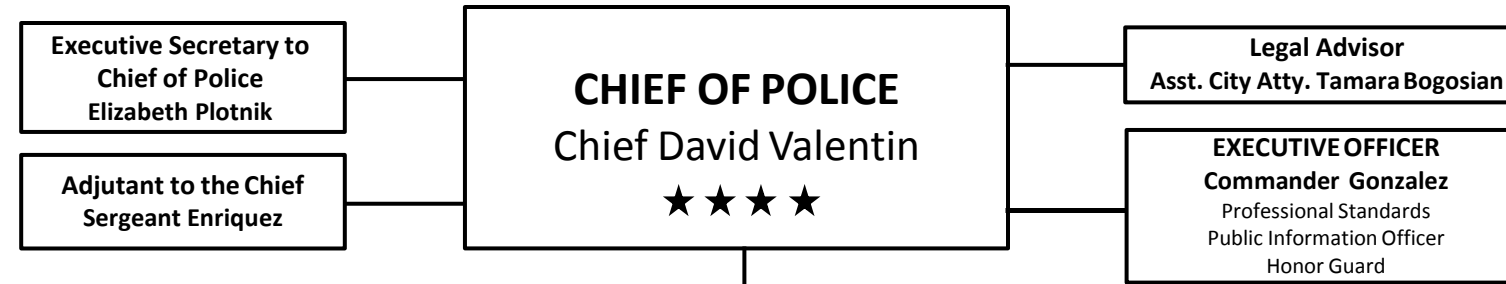 Executive Secretary to
Chief of Police
Elizabeth Plotnik
Adjutant to the Chief
Sergeant Enriquez
CHIEF OF POLICE
Chief David Valentin
★ ★ ★ ★
Legal Advisor
Asst. City Atty. Tamara Bogosian
EXECUTIVE OFFICER
Commander Gonzalez
Professional Standards
Public Information Officer
Honor Guard